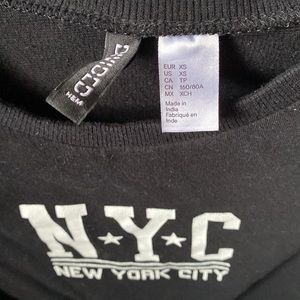 DIVIDED
H&M
EUR XS
US XS
CA TP
CN 160/80A
MX XCH
Made in
India
Fabriqué en
Inde
N★Y★C
NEW YORK CITY